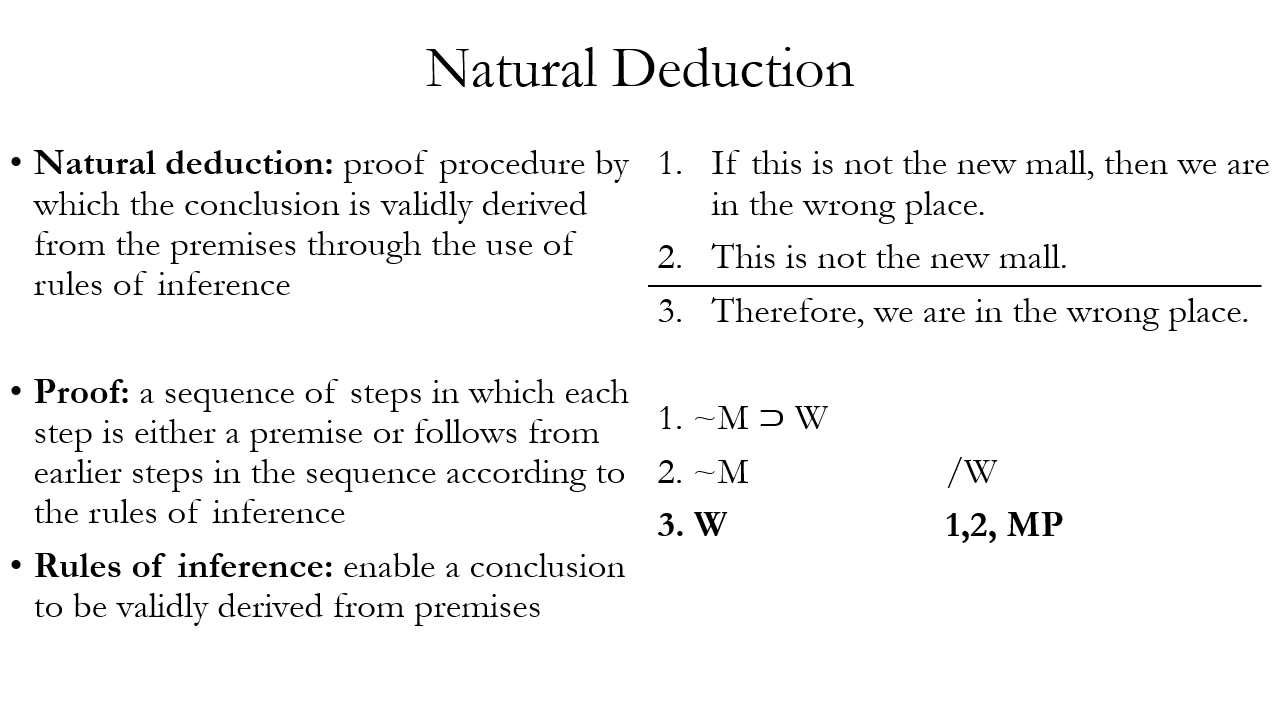 Natural Deduction
• Natural deduction: proof procedure by
which the conclusion is validly derived
from the premises through the use of
rules of inference
• Proof: a sequence of steps in which each
step is either a premise or follows from
earlier steps in the sequence according to
the rules of inference
• Rules of inference: enable a conclusion
to be validly derived from premises
1. If this is not the new mall, then we are
in the wrong place.
2. This is not the new mall.
3. Therefore, we are in the wrong place.
1. ~M ⊃ W
2. ~M /W
3. W 1,2, MP